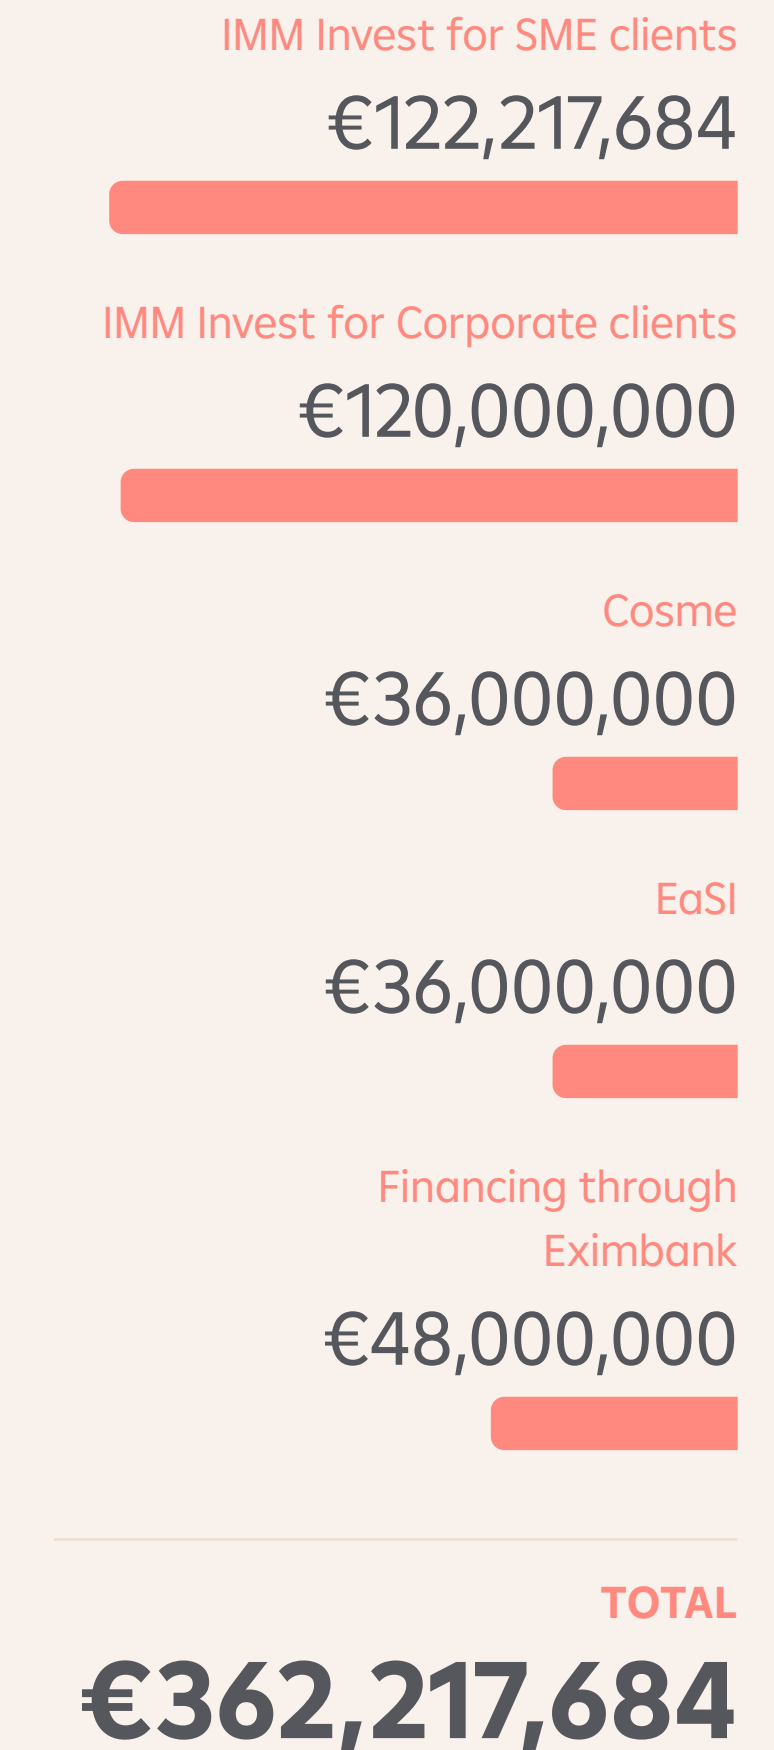 IMM Invest for SME clients
€122,217,684
IMM Invest for Corporate clients
€120,000,000
Cosme
€36,000,000
EaSI
€36,000,000
Financing through
Eximbank
€48,000,000
TOTAL
€362,217,684